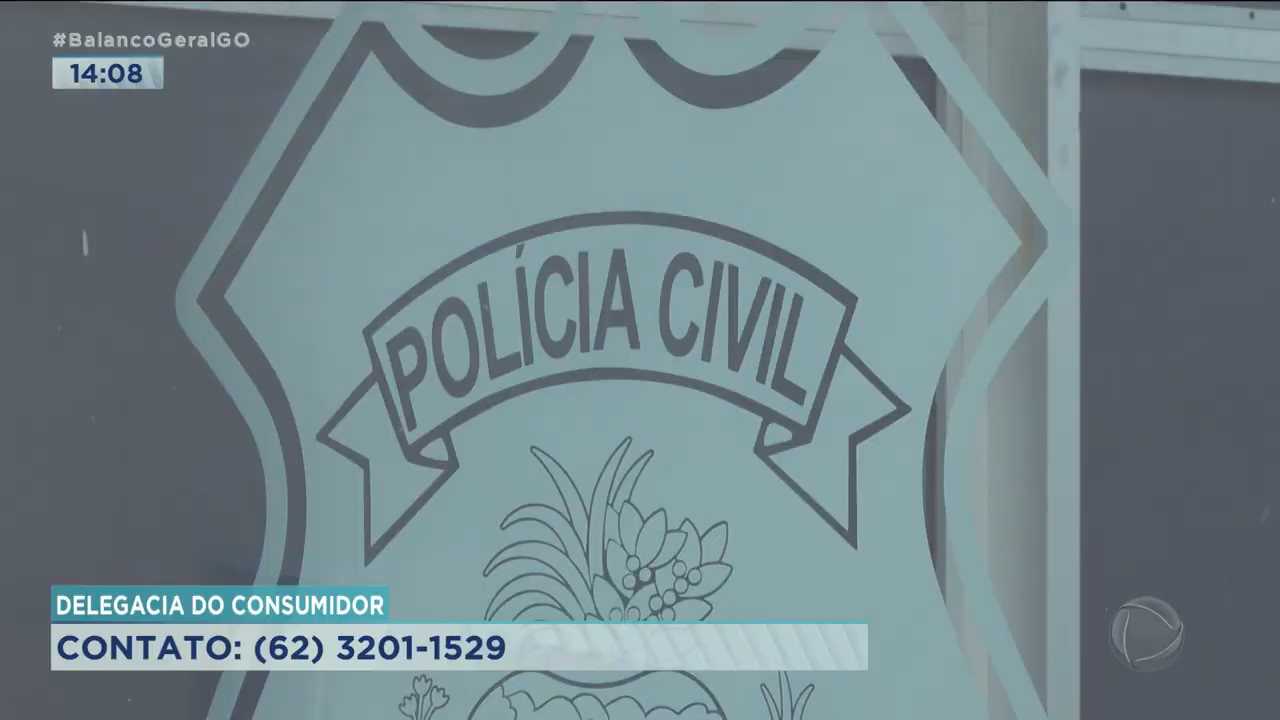 #BalancoGeralGO
14:08
POLÍCIA CIVIL
DELEGACIA DO CONSUMIDOR
CONTATO: (62) 3201-1529